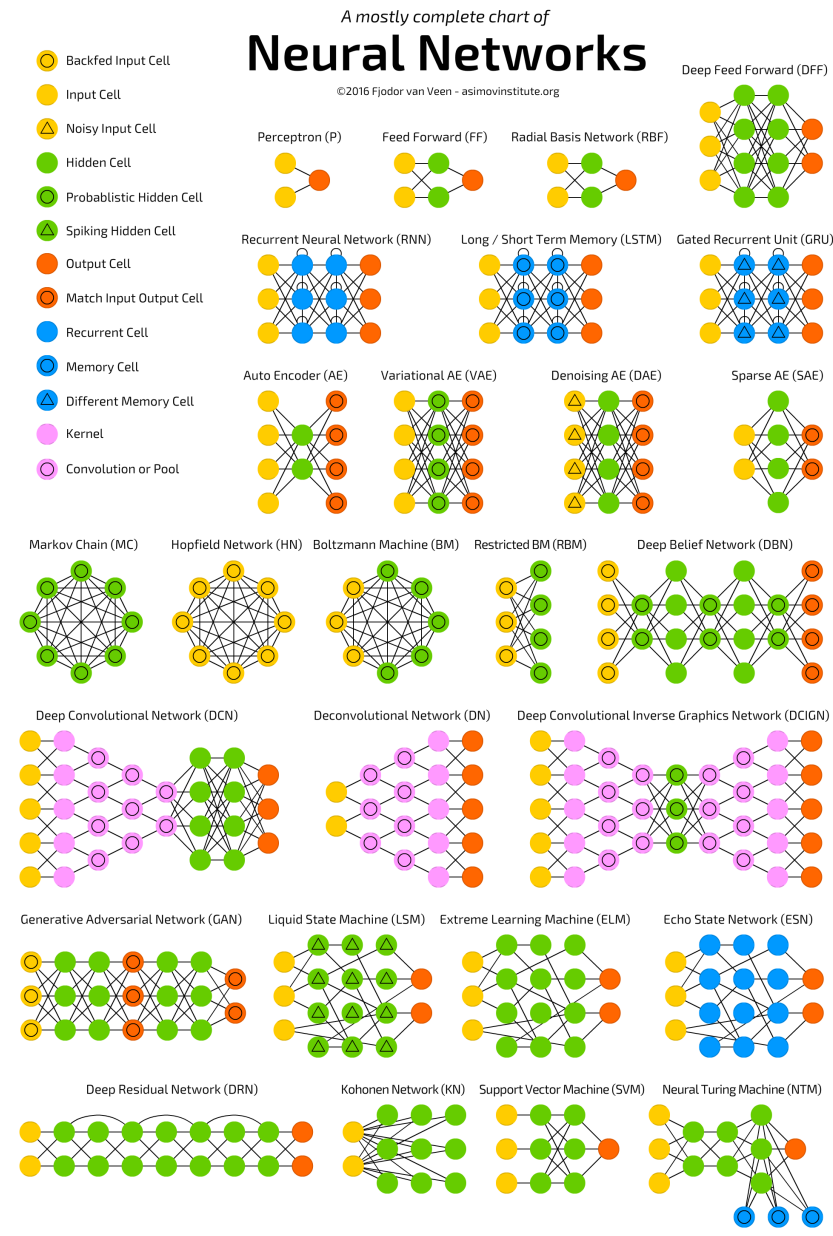 A mostly complete chart of
Neural Networks
©2016 Fjodor van Veen - asimovinstitute.org
Backfed Input Cell
Input Cell
Noisy Input Cell
Hidden Cell
Probablistic Hidden Cell
Spiking Hidden Cell
Output Cell
Match Input Output Cell
Recurrent Cell
Memory Cell
Different Memory Cell
Kernel
Convolution or Pool
Deep Feed Forward (DFF)
Perceptron (P)
Feed Forward (FF)
Radial Basis Network (RBF)
Recurrent Neural Network (RNN)
Long / Short Term Memory (LSTM)
Gated Recurrent Unit (GRU)
Auto Encoder (AE)
Variational AE (VAE)
Denoising AE (DAE)
Sparse AE (SAE)
Markov Chain (MC)
Hopfield Network (HN)
Boltzmann Machine (BM)
Restricted BM (RBM)
Deep Belief Network (DBN)
Deep Convolutional Network (DCN)
Deconvolutional Network (DN)
Deep Convolutional Inverse Graphics Network (DCIGN)
Generative Adversarial Network (GAN)
Liquid State Machine (LSM)
Extreme Learning Machine (ELM)
Echo State Network (ESN)
Deep Residual Network (DRN)
Kohonen Network (KN)
Support Vector Machine (SVM)
Neural Turing Machine (NTM)